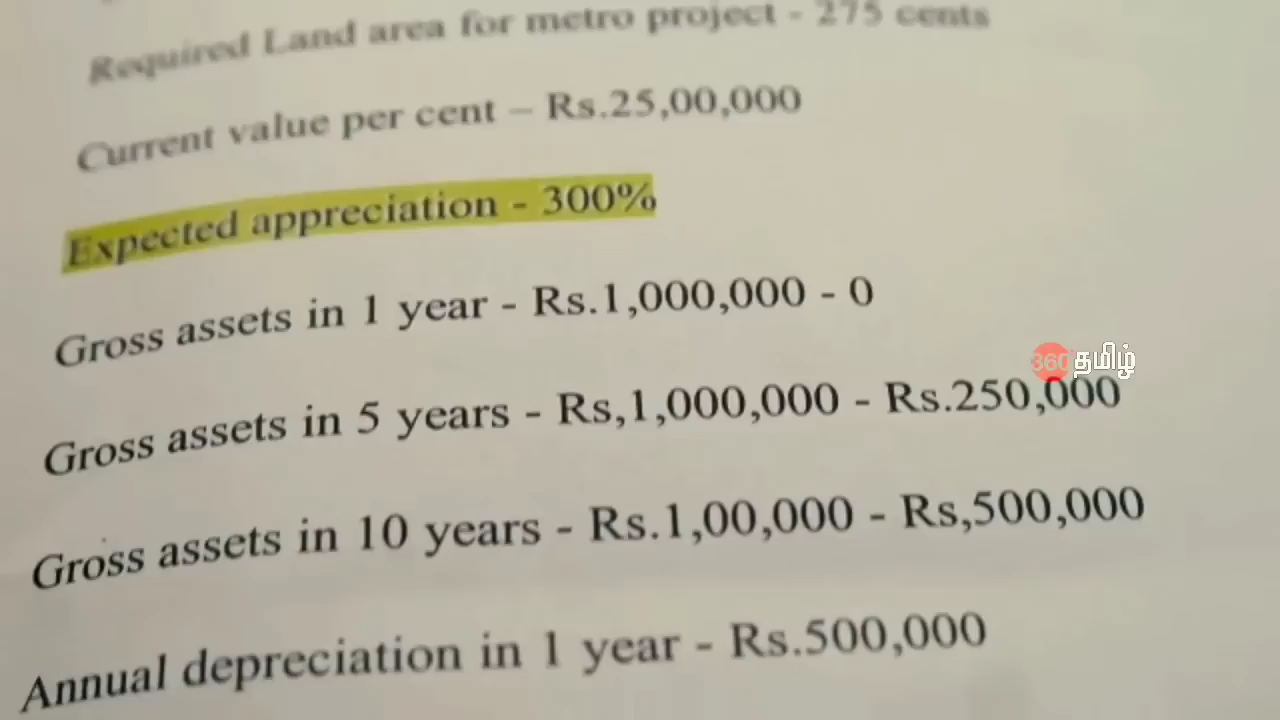 Required Land area for metro project - 275 cents
Current value per cent – Rs.25,00,000
Expected appreciation - 300%
Gross assets in 1 year - Rs.1,000,000 - 0
Gross assets in 5 years - Rs,1,000,000 - Rs.250,000
360தமிழ்
Gross assets in 10 years - Rs.1,00,000 - Rs,500,000
Annual depreciation in 1 year - Rs.500,000